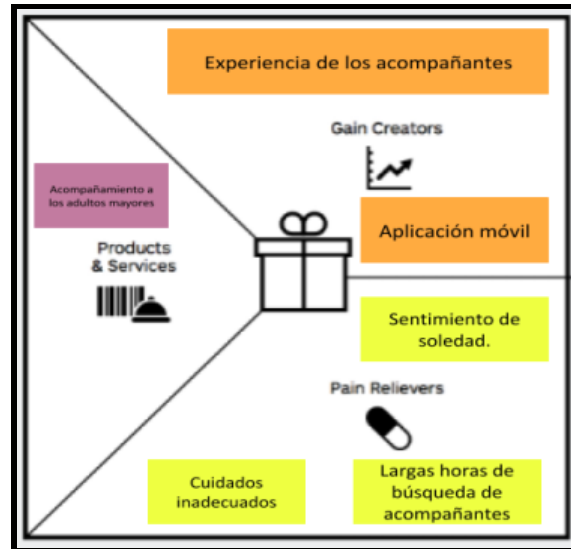 Experiencia de los acompañantes
Gain Creators
Acompañamiento a
los adultos mayores
Products
& Services
Aplicación móvil
Sentimiento de
soledad.
Pain Relievers
Cuidados
inadecuados
Largas horas de
búsqueda de
acompañantes